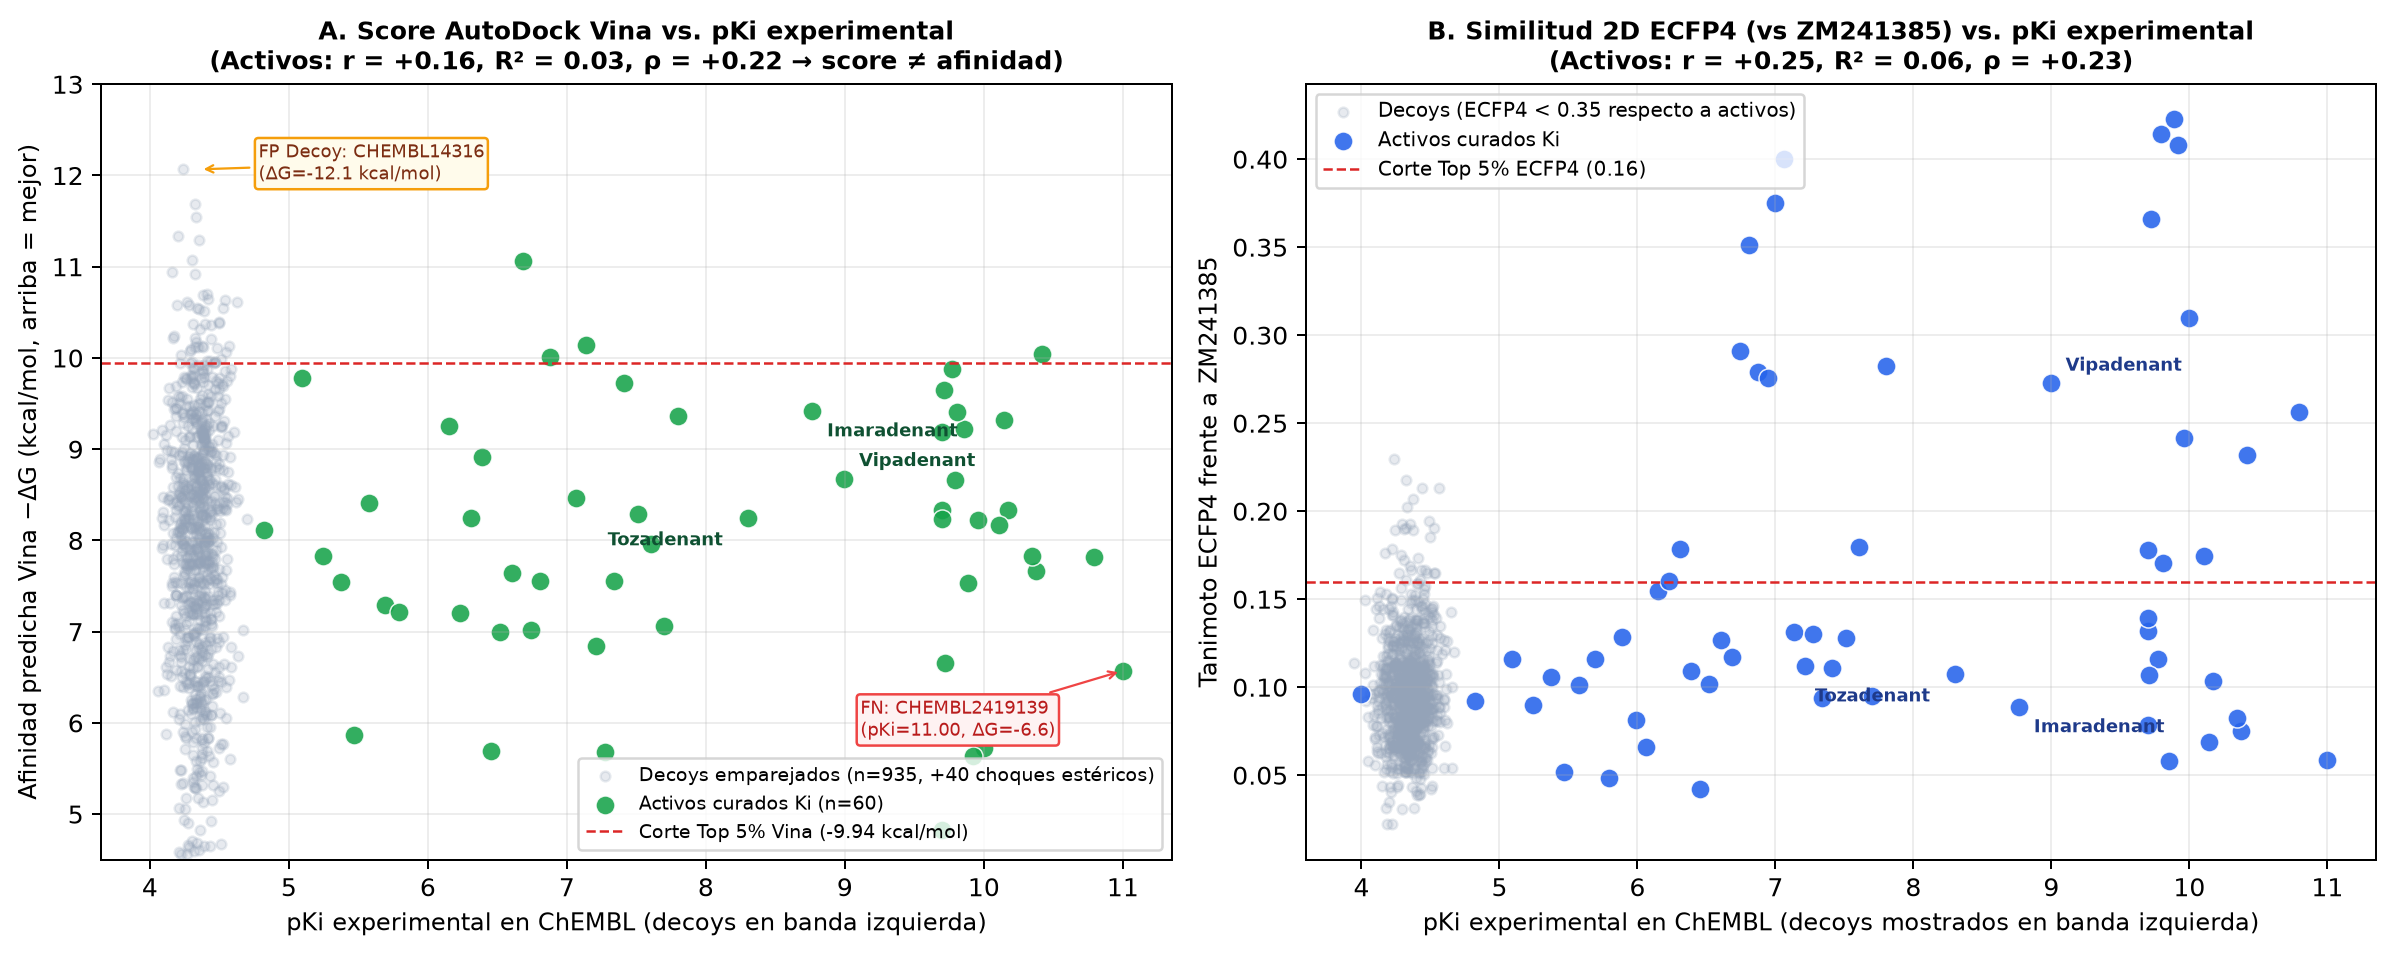 A. Score AutoDock Vina vs. pKi experimental
(Activos: r = +0.16, R² = 0.03, ρ = +0.22 → score ≠ afinidad)
Afinidad predicha Vina −ΔG (kcal/mol, arriba = mejor)
13
12
11
10
9
8
7
6
5
FP Decoy: CHEMBL14316
(ΔG=-12.1 kcal/mol)
Imaradenant
Vipadenant
Tozadenant
FN: CHEMBL2419139
(pKi=11.00, ΔG=-6.6)
Decoys emparejados (n=935, +40 choques estéricos)
Activos curados Ki (n=60)
Corte Top 5% Vina (-9.94 kcal/mol)
4 5 6 7 8 9 10 11
pKi experimental en ChEMBL (decoys en banda izquierda)
B. Similitud 2D ECFP4 (vs ZM241385) vs. pKi experimental
(Activos: r = +0.25, R² = 0.06, ρ = +0.23)
Tanimoto ECFP4 frente a ZM241385
Decoys (ECFP4 < 0.35 respecto a activos)
Activos curados Ki
Corte Top 5% ECFP4 (0.16)
0.40
0.35
0.30
0.25
0.20
0.15
0.10
0.05
Vipadenant
Tozadenant
Imaradenant
4 5 6 7 8 9 10 11
pKi experimental en ChEMBL (decoys mostrados en banda izquierda)